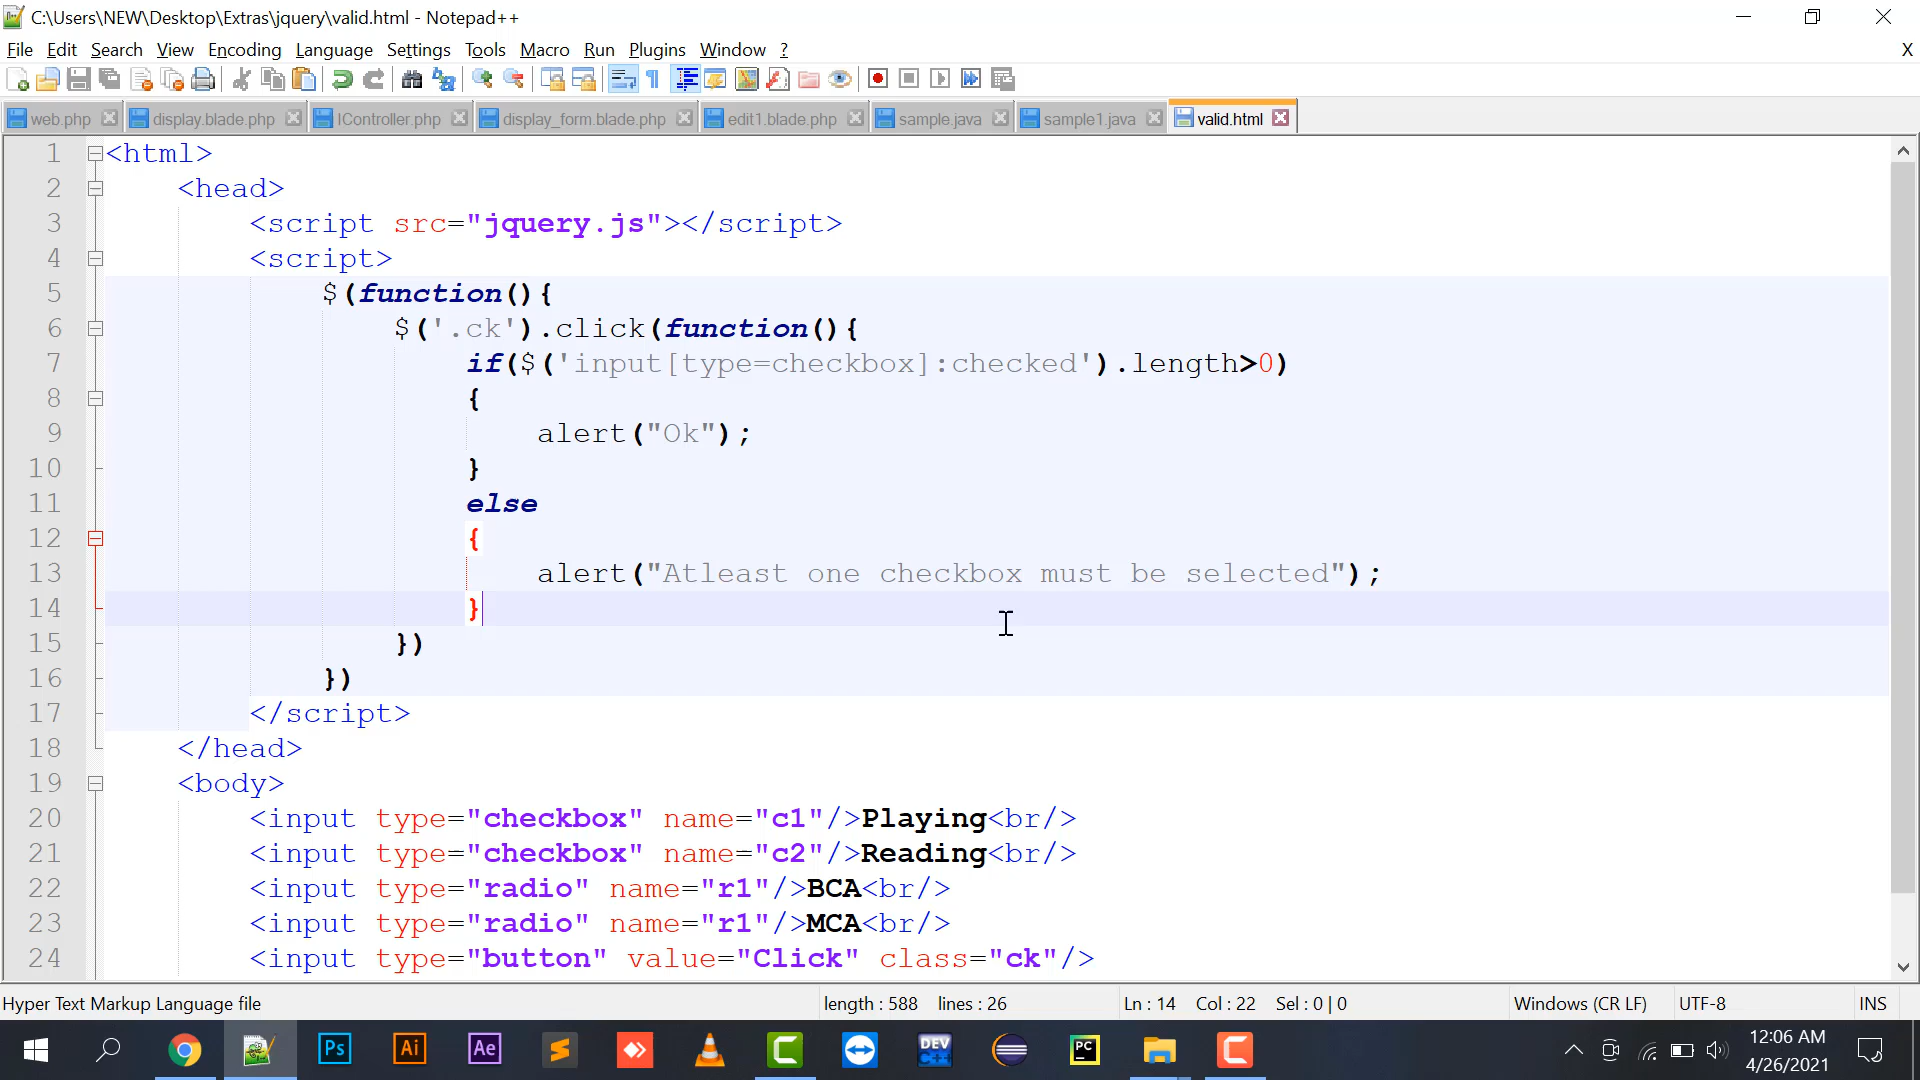 C:\Users\NEW\Desktop\Extras\jquery\valid.html - Notepad++
File Edit Search View Encoding Language Settings Tools Macro Run Plugins Window ? X
web.php display.blade.php IController.php display_form.blade.php edit1.blade.php sample.java sample1.java valid.html
1 <html>
2 <head>
3 <script src="jquery.js"></script>
4 <script>
5 $(function(){
6 $('.ck').click(function(){
7 if($('input[type=checkbox]:checked').length>0)
8 {
9 alert("Ok");
10 }
11 else
12 {
13 alert("Atleast one checkbox must be selected");
14 }
15 })
16 })
17 </script>
18 </head>
19 <body>
20 <input type="checkbox" name="c1"/>Playing<br/>
21 <input type="checkbox" name="c2"/>Reading<br/>
22 <input type="radio" name="r1"/>BCA<br/>
23 <input type="radio" name="r1"/>MCA<br/>
24 <input type="button" value="Click" class="ck"/>
Hyper Text Markup Language file length : 588 lines : 26 Ln : 14 Col : 22 Sel : 0 | 0 Windows (CR LF) UTF-8 INS
Ps Ai Ae DEV C++ PC
12:06 AM
4/26/2021